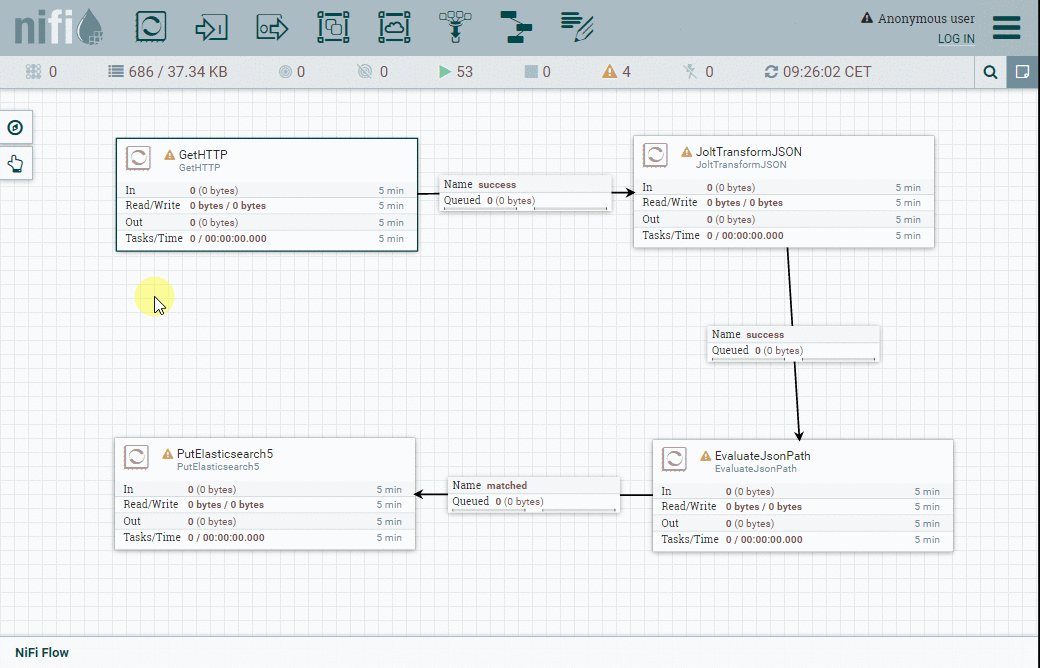 nifi
Anonymous user
LOG IN
0 686 / 37.34 KB 0 0 53 0 4 0 09:26:02 CET
GetHTTP
GetHTTP
In 0 (0 bytes) 5 min
Read/Write 0 bytes / 0 bytes 5 min
Out 0 (0 bytes) 5 min
Tasks/Time 0 / 00:00:00.000 5 min
Name success
Queued 0 (0 bytes)
JoltTransformJSON
JoltTransformJSON
In 0 (0 bytes) 5 min
Read/Write 0 bytes / 0 bytes 5 min
Out 0 (0 bytes) 5 min
Tasks/Time 0 / 00:00:00.000 5 min
Name success
Queued 0 (0 bytes)
PutElasticsearch5
PutElasticsearch5
In 0 (0 bytes) 5 min
Read/Write 0 bytes / 0 bytes 5 min
Out 0 (0 bytes) 5 min
Tasks/Time 0 / 00:00:00.000 5 min
Name matched
Queued 0 (0 bytes)
EvaluateJsonPath
EvaluateJsonPath
In 0 (0 bytes) 5 min
Read/Write 0 bytes / 0 bytes 5 min
Out 0 (0 bytes) 5 min
Tasks/Time 0 / 00:00:00.000 5 min
NiFi Flow